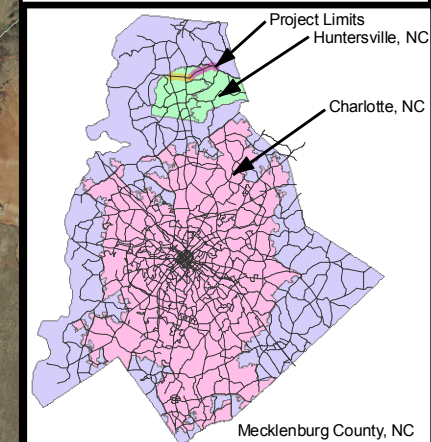 Project Limits
Huntersville, NC
Charlotte, NC
Mecklenburg County, NC